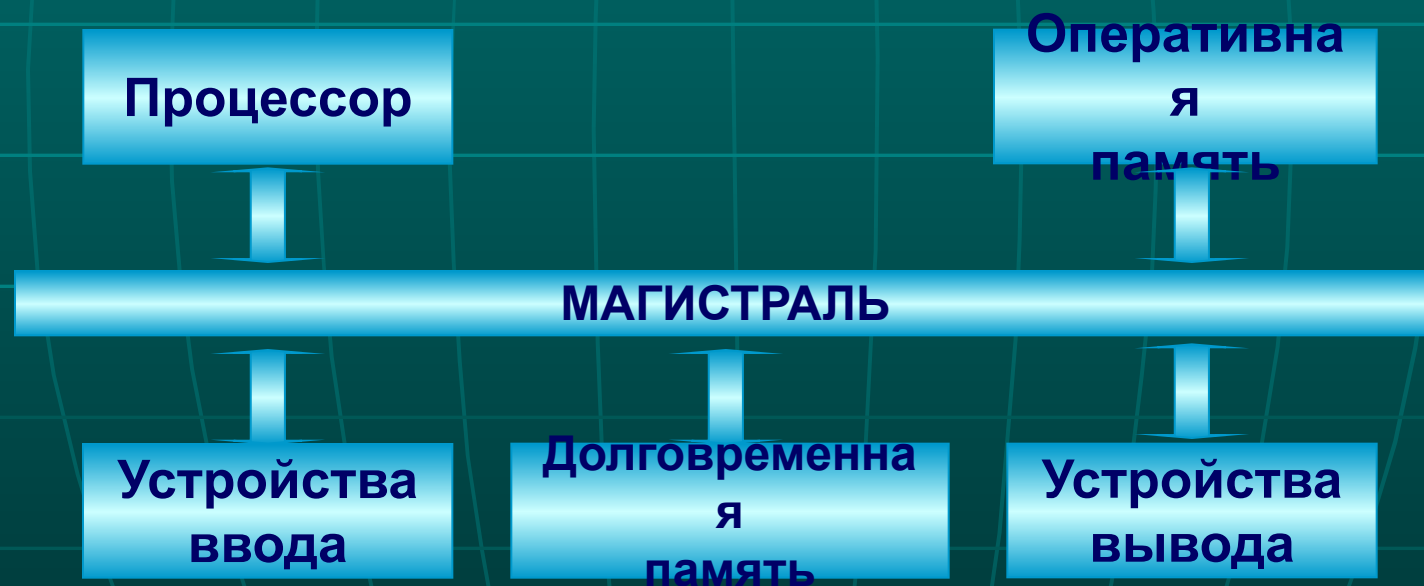 Процессор
Оперативна
я
память
МАГИСТРАЛЬ
Устройства
ввода
Долговременна
я
память
Устройства
вывода